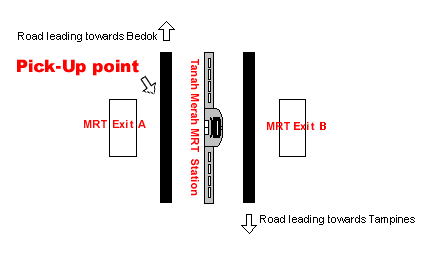 Road leading towards Bedok
Pick-Up point
Tanah Merah MRT Station
MRT Exit A
MRT Exit B
Road leading towards Tampines